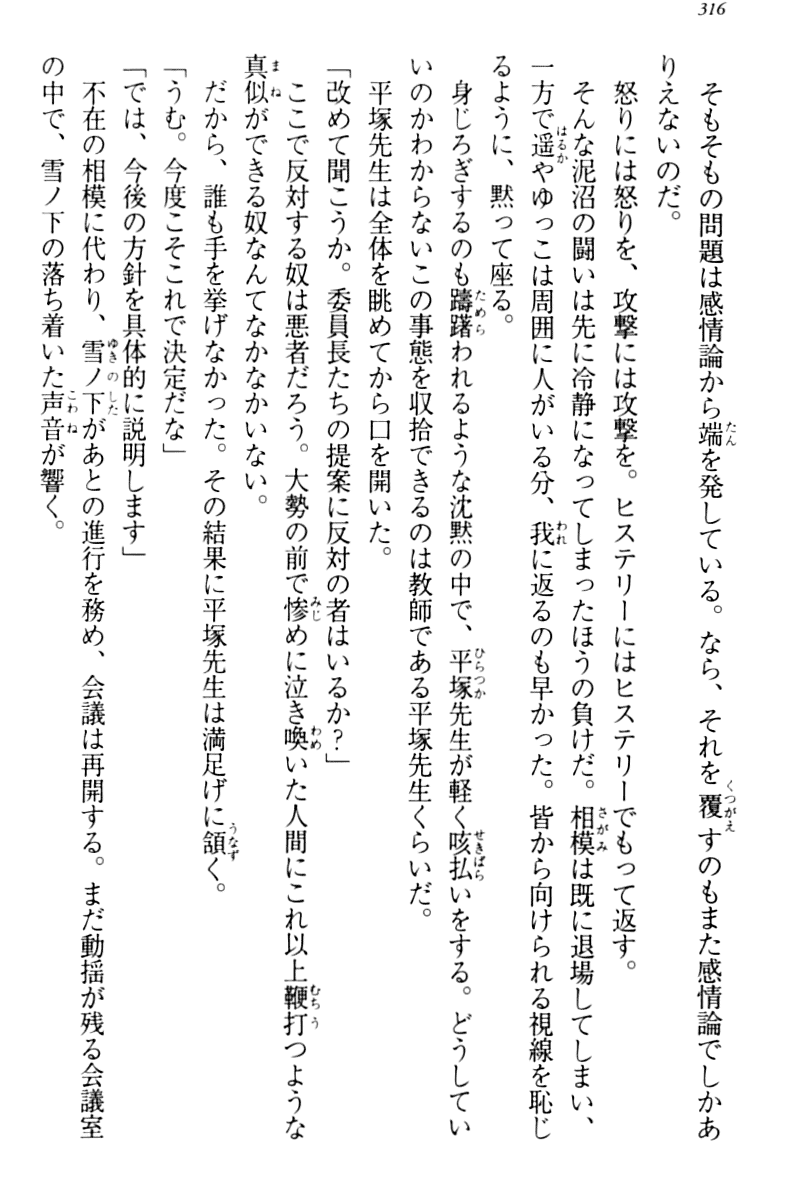 316
そもそもの問題は感情論から端を発している。なら、それを覆すのもまた感情論でしかあ
りえないのだ。
怒りには怒りを、攻撃には攻撃を。ヒステリーにはヒステリーでもって返す。
そんな泥沼の闘いは先に冷静になってしまったほうの負けだ。相模は既に退場してしまい、
一方で遥やゆっこは周囲に人がいる分、我に返るのも早かった。皆から向けられる視線を恥じ
るように、黙って座る。
身じろぎするのも躊躇われるような沈黙の中で、平塚先生が軽く咳払いをする。どうしてい
いのかわからないこの事態を収拾できるのは教師である平塚先生くらいだ。
平塚先生は全体を眺めてから口を開いた。
「改めて聞こうか。委員長たちの提案に反対の者はいるか？」
ここで反対する奴は悪者だろう。大勢の前で惨めに泣き喚いた人間にこれ以上鞭打つような
真似ができる奴なんてなかなかいない。
だから、誰も手を挙げなかった。その結果に平塚先生は満足げに頷く。
「うむ。今度こそこれで決定だな」
「では、今後の方針を具体的に説明します」
不在の相模に代わり、雪ノ下があとの進行を務め、会議は再開する。まだ動揺が残る会議室
の中で、雪ノ下の落ち着いた声音が響く。